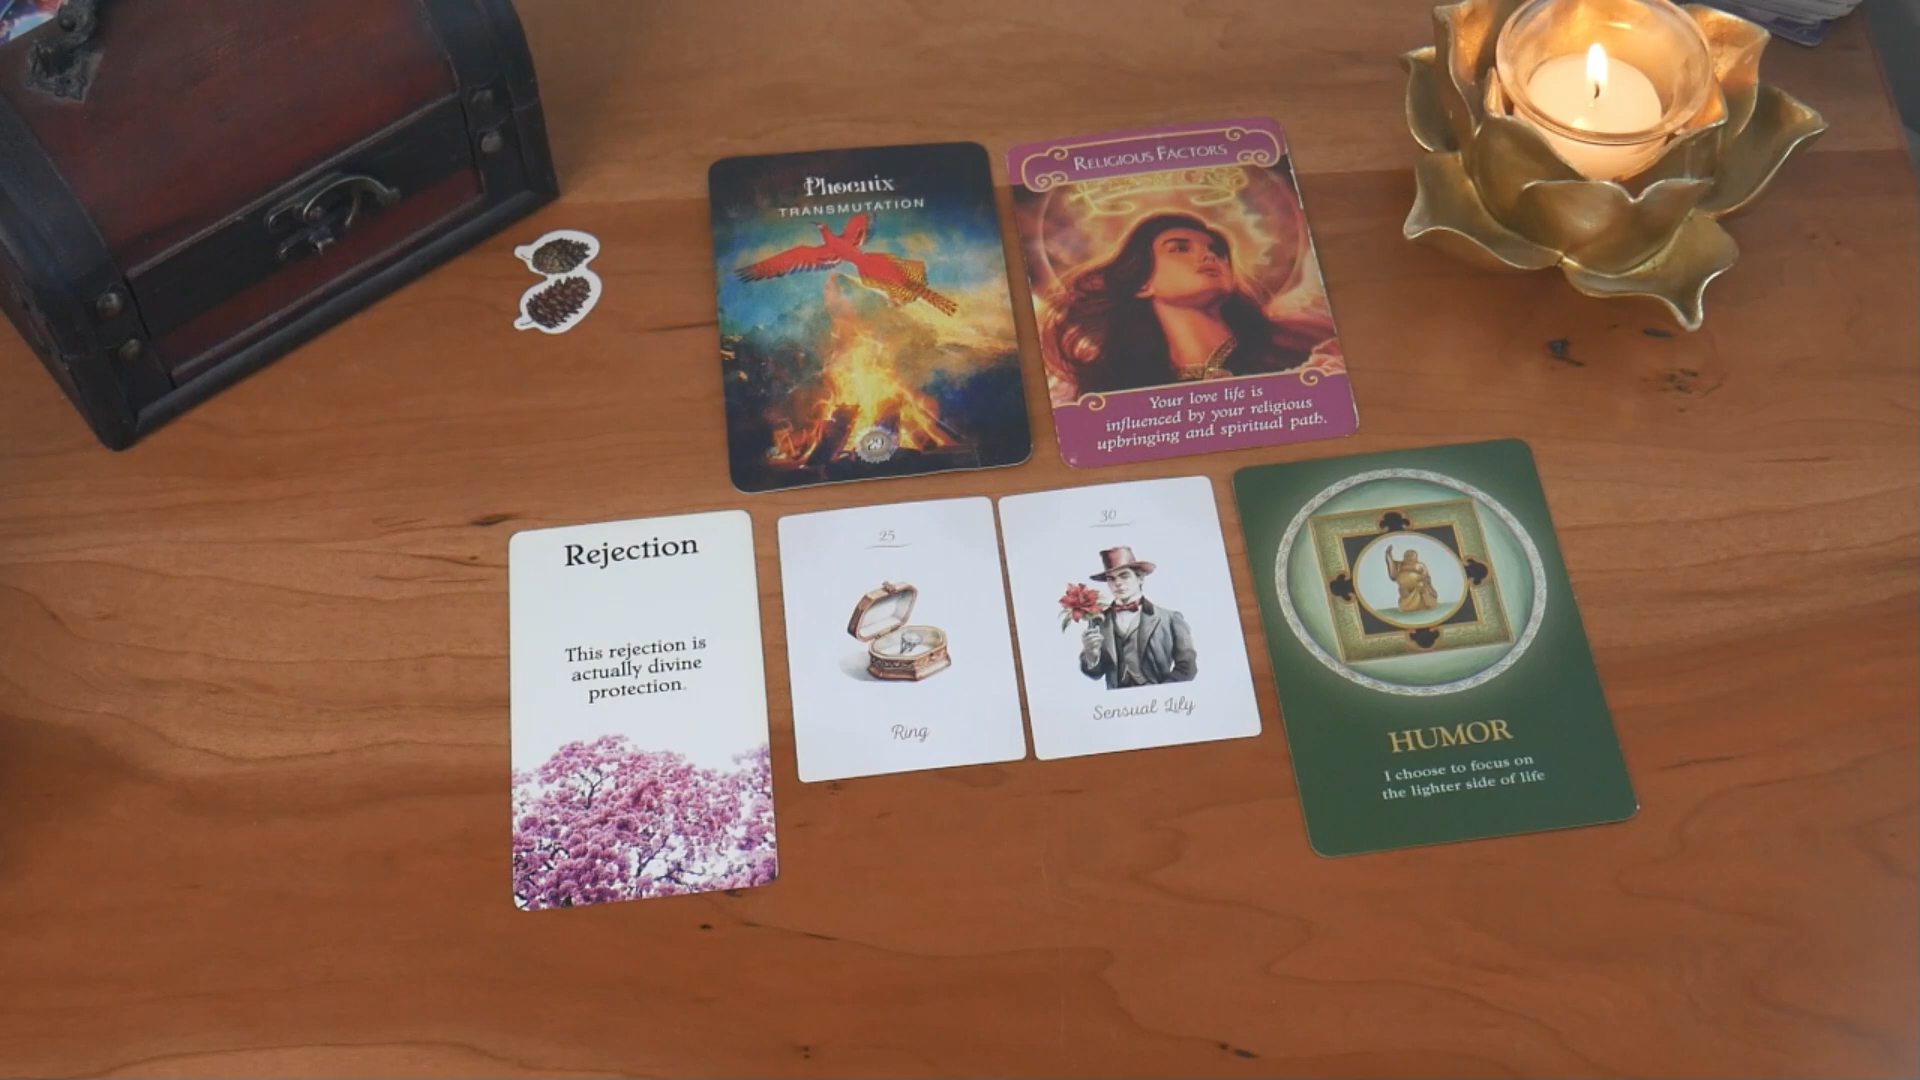 Phoenix
TRANSMUTATION
29
RELIGIOUS FACTORS
Your love life is
influenced by your religious
upbringing and spiritual path.
Rejection
This rejection is
actually divine
protection.
25
Ring
30
Sensual Lily
HUMOR
I choose to focus on
the lighter side of life